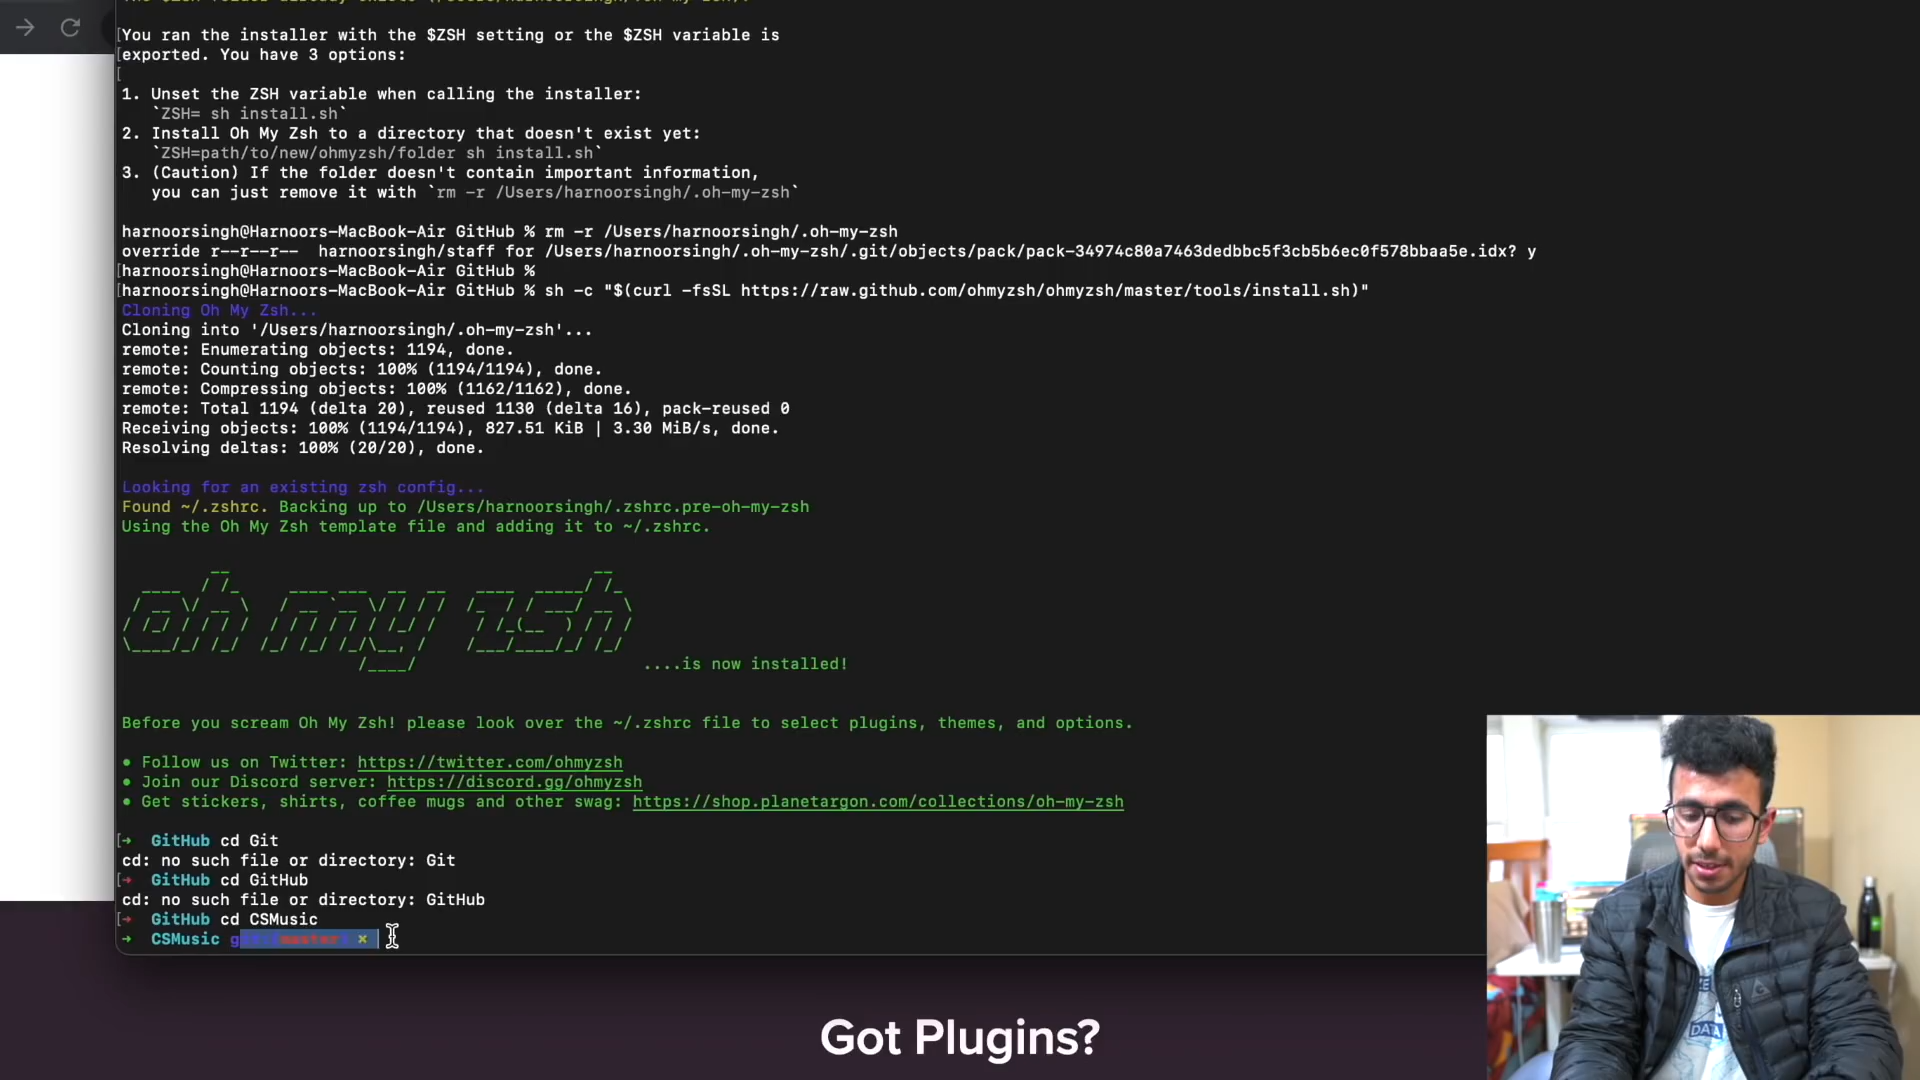 You ran the installer with the $ZSH setting or the $ZSH variable is
exported. You have 3 options:
1. Unset the ZSH variable when calling the installer:
`ZSH= sh install.sh`
2. Install Oh My Zsh to a directory that doesn't exist yet:
`ZSH=path/to/new/ohmyzsh/folder sh install.sh`
3. (Caution) If the folder doesn't contain important information,
you can just remove it with `rm -r /Users/harnoorsingh/.oh-my-zsh`
harnoorsingh@Harnoors-MacBook-Air GitHub % rm -r /Users/harnoorsingh/.oh-my-zsh
override r--r--r--  harnoorsingh/staff for /Users/harnoorsingh/.oh-my-zsh/.git/objects/pack/pack-34974c80a7463dedbbc5f3cb5b6ec0f578bbaa5e.idx? y
harnoorsingh@Harnoors-MacBook-Air GitHub %
harnoorsingh@Harnoors-MacBook-Air GitHub % sh -c "$(curl -fsSL https://raw.github.com/ohmyzsh/ohmyzsh/master/tools/install.sh)"
Cloning Oh My Zsh...
Cloning into '/Users/harnoorsingh/.oh-my-zsh'...
remote: Enumerating objects: 1194, done.
remote: Counting objects: 100% (1194/1194), done.
remote: Compressing objects: 100% (1162/1162), done.
remote: Total 1194 (delta 20), reused 1130 (delta 16), pack-reused 0
Receiving objects: 100% (1194/1194), 827.51 KiB | 3.30 MiB/s, done.
Resolving deltas: 100% (20/20), done.
Looking for an existing zsh config...
Found ~/.zshrc. Backing up to /Users/harnoorsingh/.zshrc.pre-oh-my-zsh
Using the Oh My Zsh template file and adding it to ~/.zshrc.
oh my zsh
....is now installed!
Before you scream Oh My Zsh! please look over the ~/.zshrc file to select plugins, themes, and options.
• Follow us on Twitter: https://twitter.com/ohmyzsh
• Join our Discord server: https://discord.gg/ohmyzsh
• Get stickers, shirts, coffee mugs and other swag: https://shop.planetargon.com/collections/oh-my-zsh
➜ GitHub cd Git
cd: no such file or directory: Git
➜ GitHub cd GitHub
cd: no such file or directory: GitHub
➜ GitHub cd CSMusic
➜ CSMusic git:(master) ✗
Got Plugins?